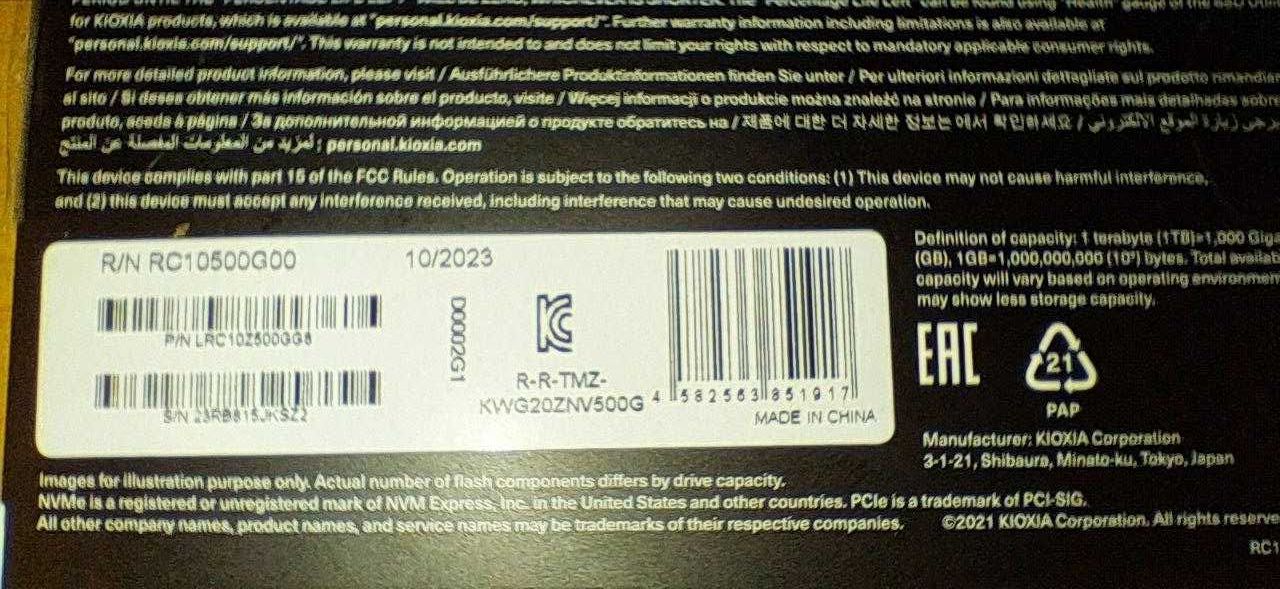 for KIOXIA products, which is available at "personal.kioxia.com/support/". Further warranty information including limitations is also available at
"personal.kioxia.com/support/". This warranty is not intended to and does not limit your rights with respect to mandatory applicable consumer rights.
For more detailed product information, please visit / Ausführlichere Produktinformationen finden Sie unter / Per ulteriori informazioni dettagliate sul prodotto
al sito / Si desea obtener más información sobre el producto, visite / Więcej informacji o produkcie można znaleźć na stronie / Para informações mais detalhadas
produto, aceda à página / За дополнительной информацией о продукте обратитесь на / 제품에 대한 더 자세한 정보는 에서 확인하세요 / يرجى زيارة الموقع الالكتروني
لمزيد من المعلومات المفصلة عن المنتج : personal.kioxia.com
This device complies with part 15 of the FCC Rules. Operation is subject to the following two conditions: (1) This device may not cause harmful interference,
and (2) this device must accept any interference received, including interference that may cause undesired operation.
R/N RC10500G00
10/2023
P/N LRC10Z500GG8
S/N 23RB815JKSZ2
D0002G1
R-R-TMZ-
KWG20ZNV500G
4 582563 851917
MADE IN CHINA
Definition of capacity: 1 terabyte (1TB)=1,000
(GB), 1GB=1,000,000,000 (10⁹) bytes. Total
capacity will vary based on operating
may show less storage capacity.
EAC
21
PAP
Manufacturer: KIOXIA Corporation
3-1-21, Shibaura, Minato-ku, Tokyo, Japan
Images for illustration purpose only. Actual number of flash components differs by drive capacity.
NVMe is a registered or unregistered mark of NVM Express, Inc. in the United States and other countries. PCIe is a trademark of PCI-SIG.
All other company names, product names, and service names may be trademarks of their respective companies.
©2021 KIOXIA Corporation. All rights